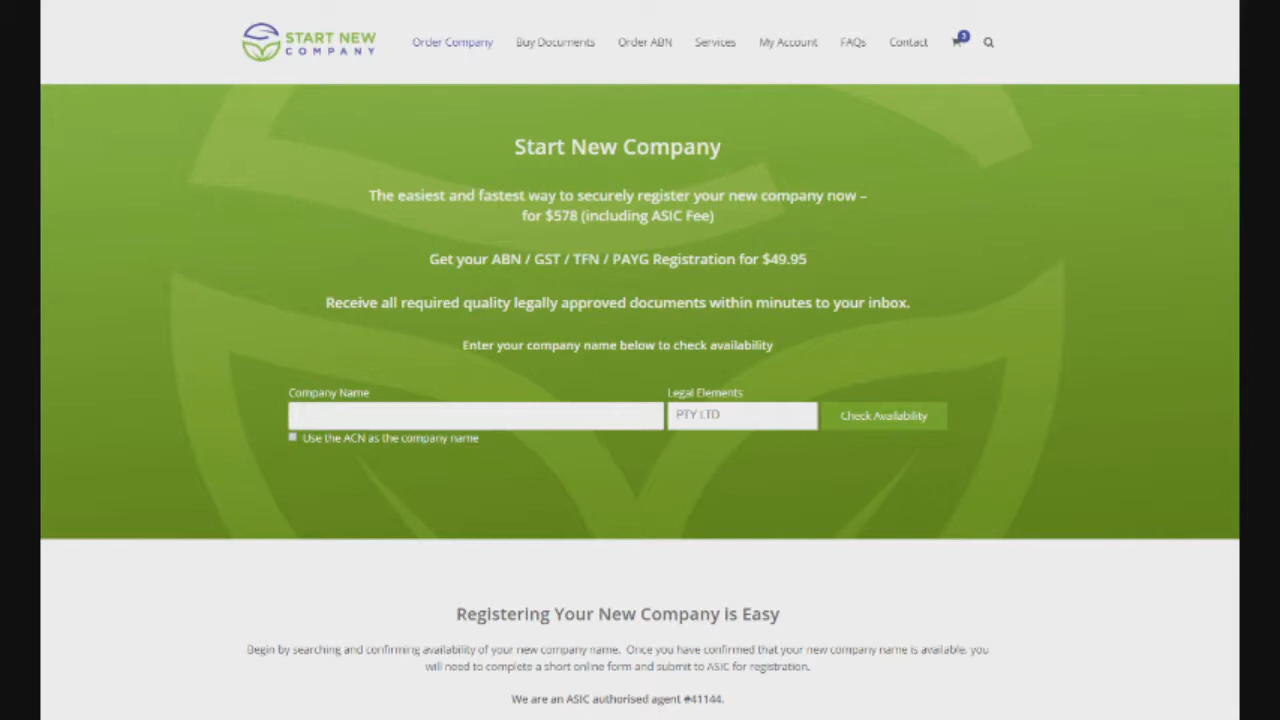 START NEW
COMPANY
Order Company Buy Documents Order ABN Services My Account FAQs Contact 3
Start New Company
The easiest and fastest way to securely register your new company now –
for $578 (including ASIC Fee)
Get your ABN / GST / TFN / PAYG Registration for $49.95
Receive all required quality legally approved documents within minutes to your inbox.
Enter your company name below to check availability
Company Name Legal Elements
PTY LTD Check Availability
Use the ACN as the company name
Registering Your New Company is Easy
Begin by searching and confirming availability of your new company name. Once you have confirmed that your new company name is available, you
will need to complete a short online form and submit to ASIC for registration.
We are an ASIC authorised agent #41144.